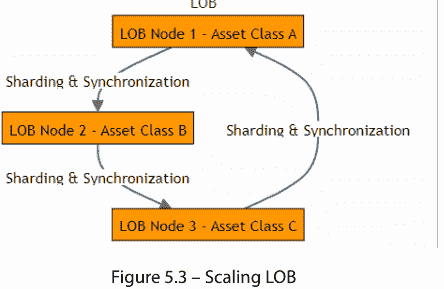 LOB
LOB Node 1 - Asset Class A
Sharding & Synchronization
LOB Node 2 - Asset Class B
Sharding & Synchronization
Sharding & Synchronization
LOB Node 3 - Asset Class C
Figure 5.3 – Scaling LOB